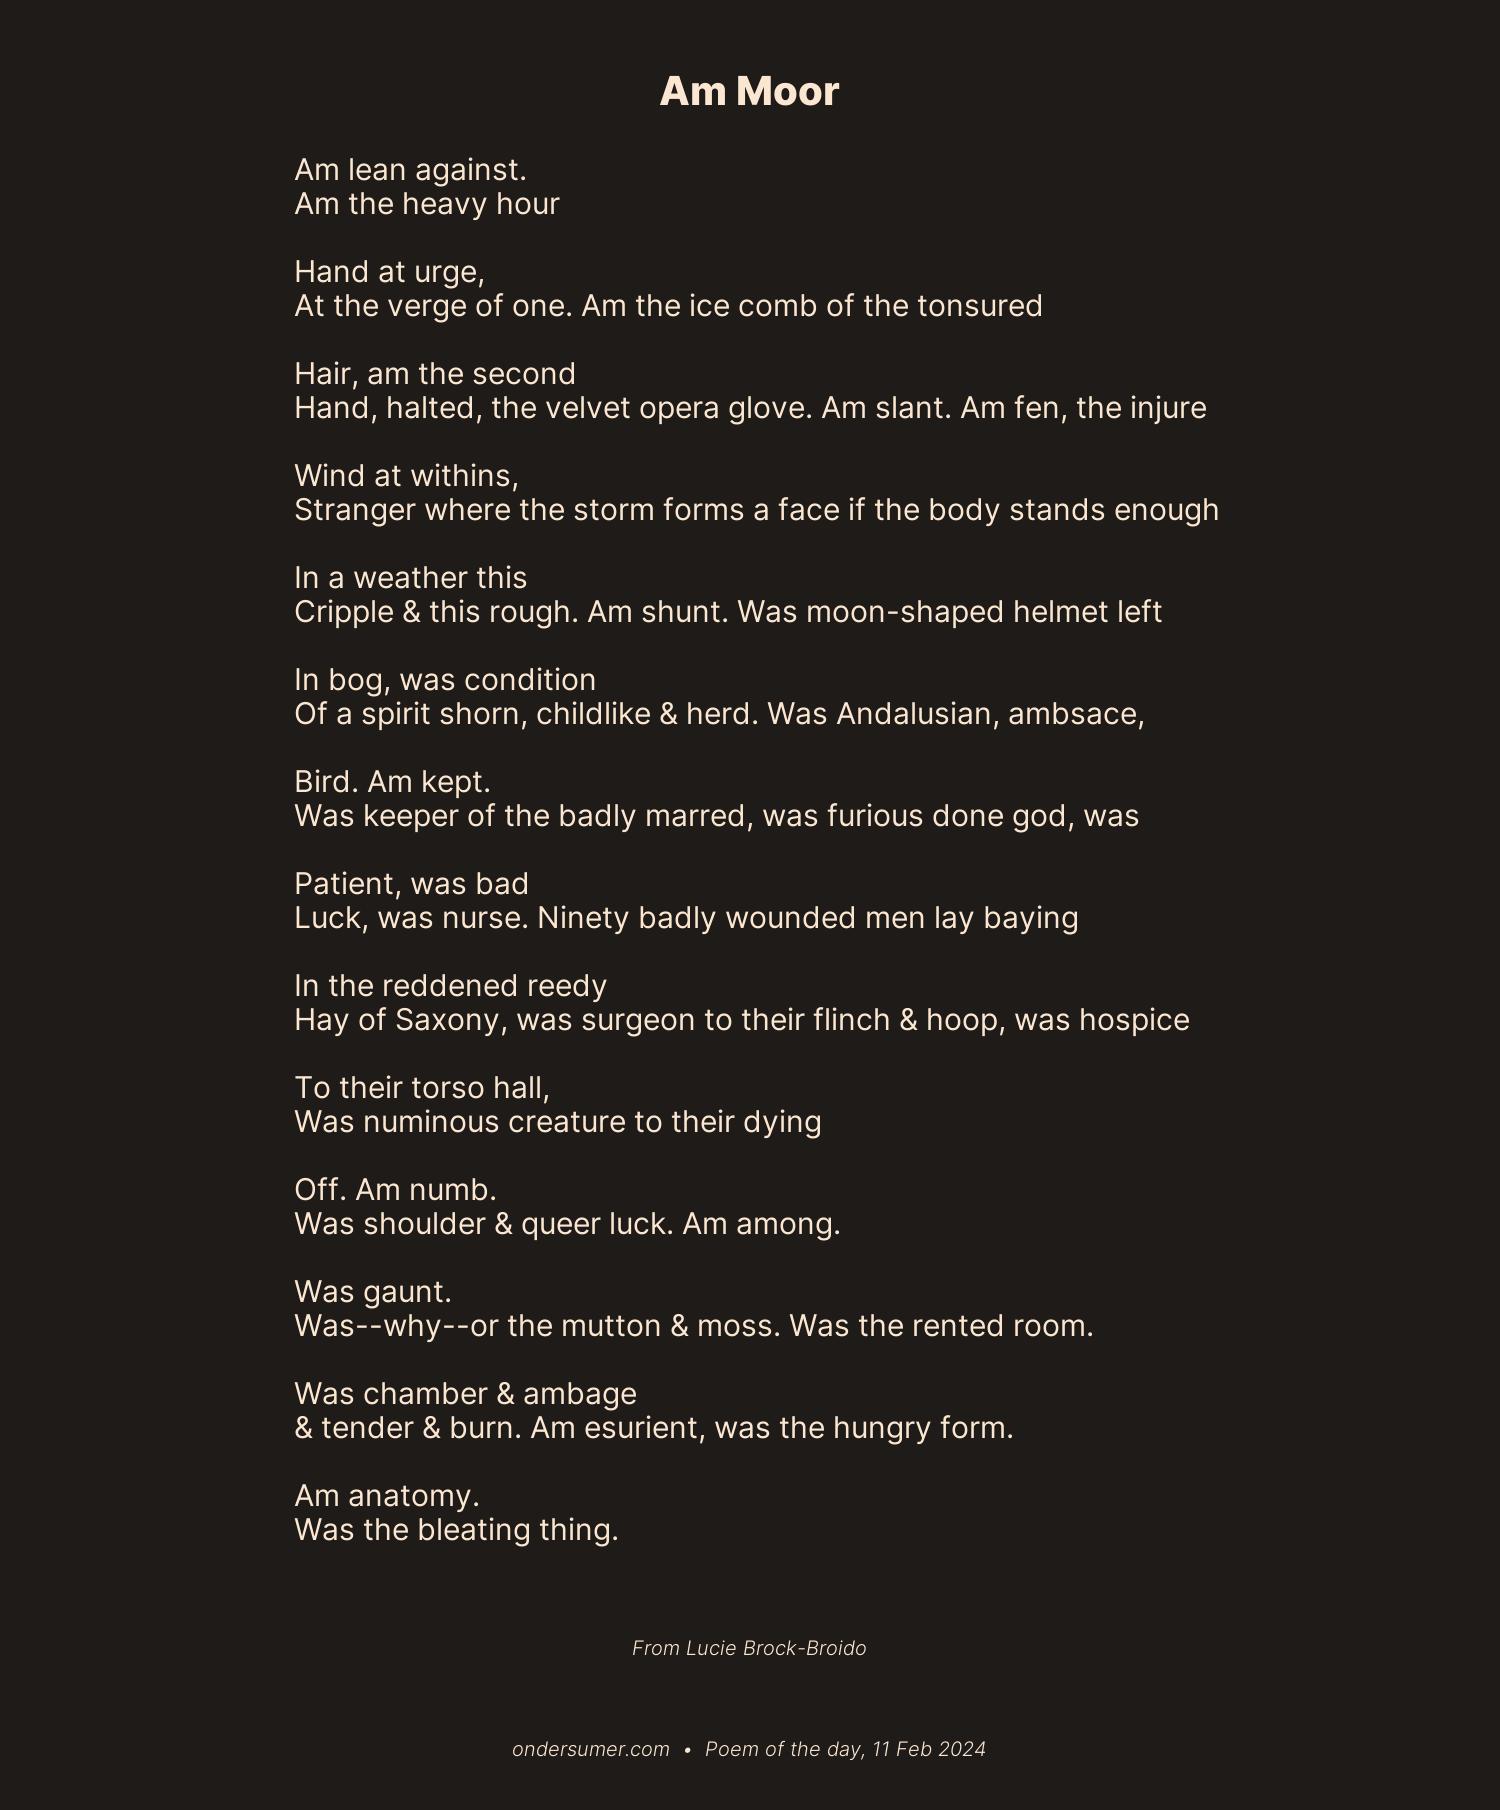 Am Moor
Am lean against.
Am the heavy hour
Hand at urge,
At the verge of one. Am the ice comb of the tonsured
Hair, am the second
Hand, halted, the velvet opera glove. Am slant. Am fen, the injure
Wind at withins,
Stranger where the storm forms a face if the body stands enough
In a weather this
Cripple & this rough. Am shunt. Was moon-shaped helmet left
In bog, was condition
Of a spirit shorn, childlike & herd. Was Andalusian, ambsace,
Bird. Am kept.
Was keeper of the badly marred, was furious done god, was
Patient, was bad
Luck, was nurse. Ninety badly wounded men lay baying
In the reddened reedy
Hay of Saxony, was surgeon to their flinch & hoop, was hospice
To their torso hall,
Was numinous creature to their dying
Off. Am numb.
Was shoulder & queer luck. Am among.
Was gaunt.
Was--why--or the mutton & moss. Was the rented room.
Was chamber & ambage
& tender & burn. Am esurient, was the hungry form.
Am anatomy.
Was the bleating thing.
From Lucie Brock-Broido
ondersumer.com • Poem of the day, 11 Feb 2024